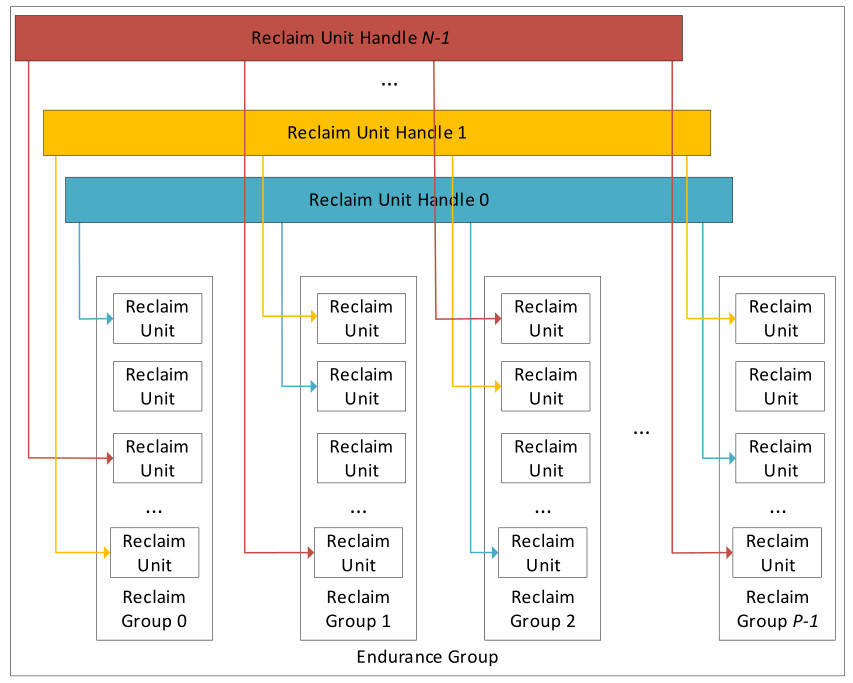 Reclaim Unit Handle N-1
...
Reclaim Unit Handle 1
Reclaim Unit Handle 0
Reclaim
Unit
Reclaim
Unit
Reclaim
Unit
...
Reclaim
Unit
Reclaim
Group 0
Reclaim
Unit
Reclaim
Unit
Reclaim
Unit
...
Reclaim
Unit
Reclaim
Group 1
Reclaim
Unit
Reclaim
Unit
Reclaim
Unit
...
Reclaim
Unit
Reclaim
Group 2
...
Reclaim
Unit
Reclaim
Unit
Reclaim
Unit
...
Reclaim
Unit
Reclaim
Group P-1
Endurance Group